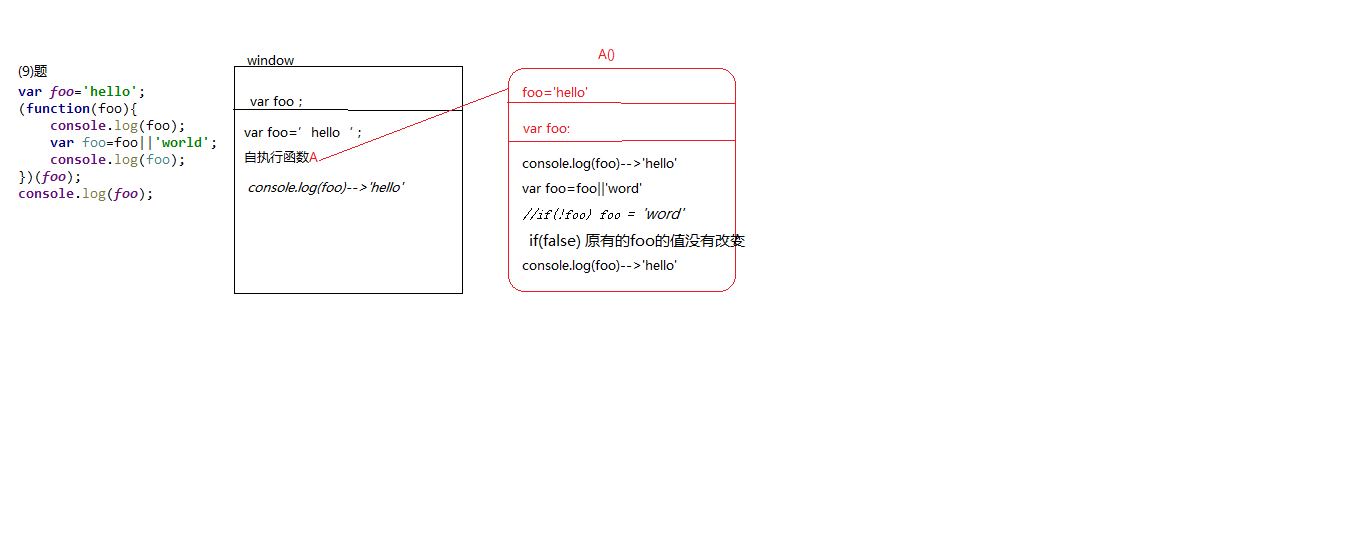 (9)题
var foo='hello';
(function(foo){
    console.log(foo);
    var foo=foo||'world';
    console.log(foo);
})(foo);
console.log(foo);
window
var foo ;
var foo=’ hello ‘ ;
自执行函数A
console.log(foo)-->'hello'
A()
foo='hello'
var foo:
console.log(foo)-->'hello'
var foo=foo||'word'
//if(!foo) foo = 'word'
if(false) 原有的foo的值没有改变
console.log(foo)-->'hello'